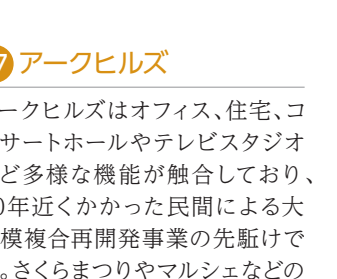 7 アークヒルズ
ークヒルズはオフィス、住宅、コ
サートホールやテレビスタジオ
ど多様な機能が触合しており、
0年近くかかった民間による大
模複合再開発事業の先駆けで
。さくらまつりやマルシェなどの